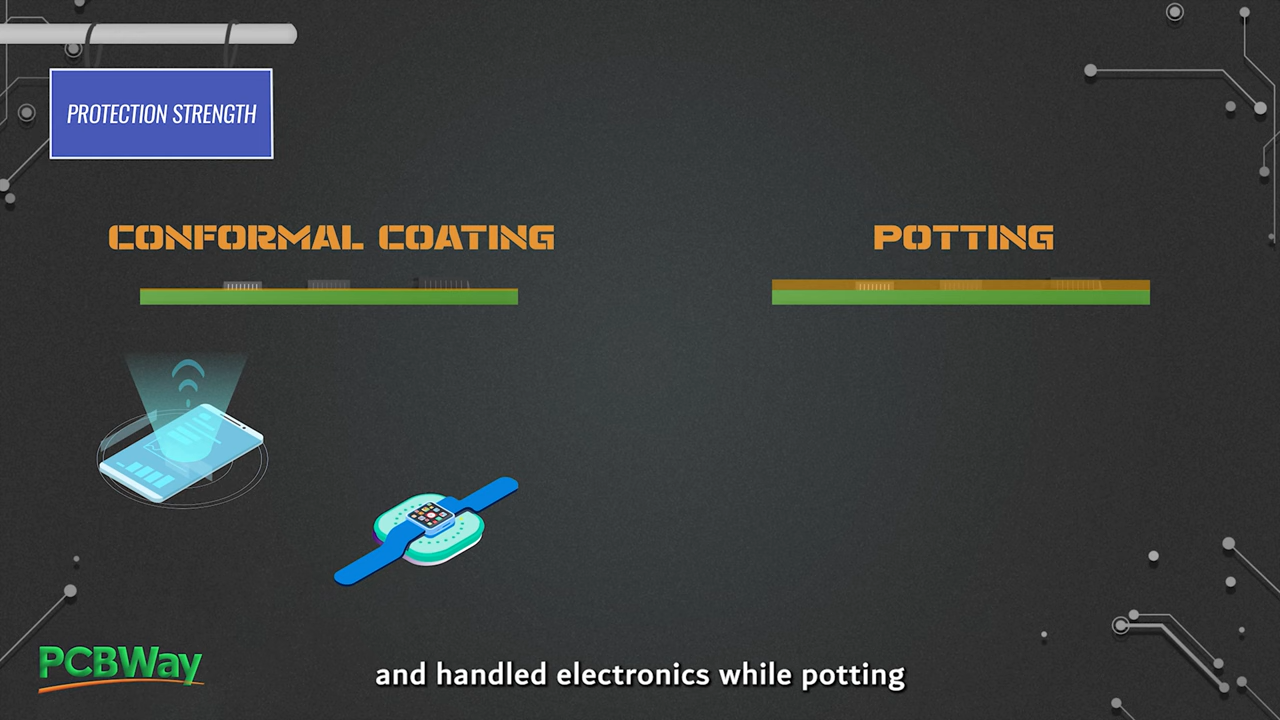 PROTECTION STRENGTH
CONFORMAL COATING
POTTING
PCBWay
and handled electronics while potting